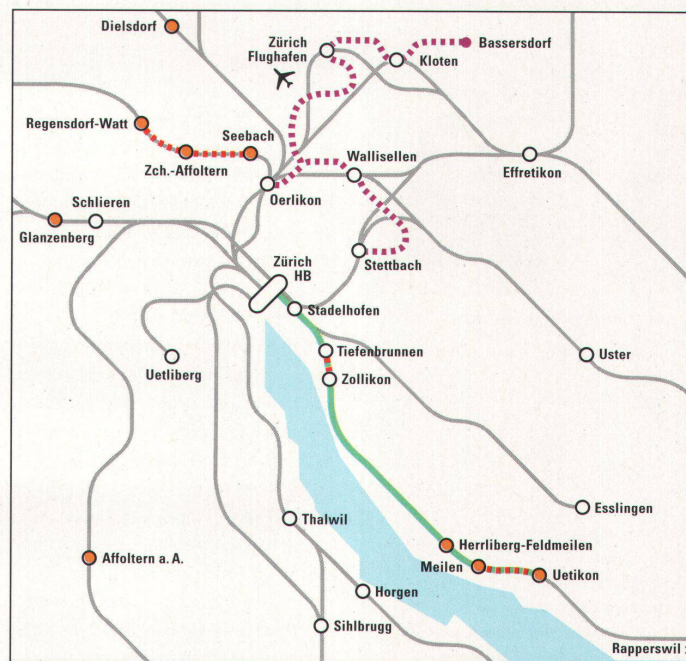 Dielsdorf
Zürich
Flughafen
Bassersdorf
Kloten
Regensdorf-Watt
Seebach
Zch.-Affoltern
Wallisellen
Effretikon
Oerlikon
Schlieren
Glanzenberg
Zürich
HB
Stettbach
Stadelhofen
Tiefenbrunnen
Uster
Uetliberg
Zollikon
Esslingen
Thalwil
Herrliberg-Feldmeilen
Affoltern a. A.
Meilen
Uetikon
Horgen
Sihlbrugg
Rapperswil